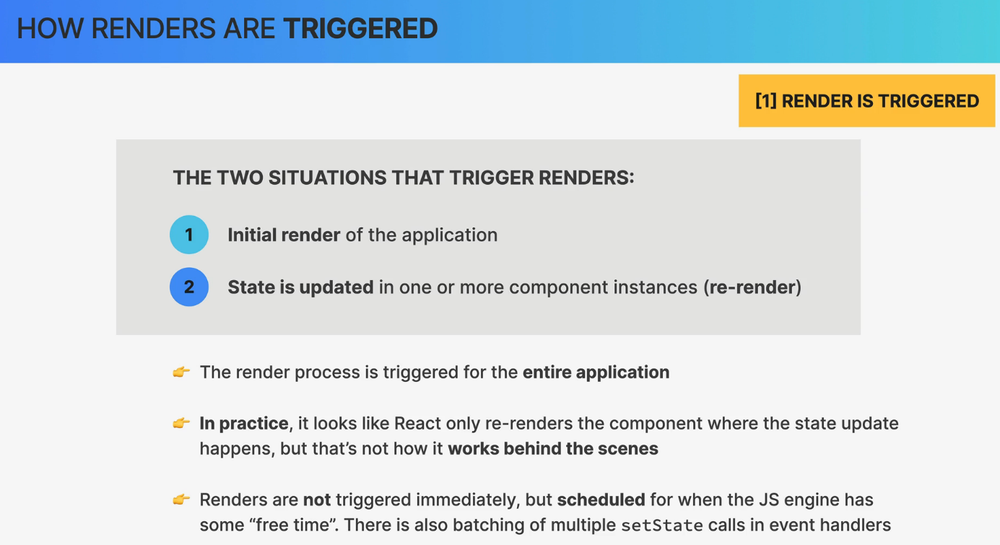 HOW RENDERS ARE TRIGGERED
[1] RENDER IS TRIGGERED
THE TWO SITUATIONS THAT TRIGGER RENDERS:
1 Initial render of the application
2 State is updated in one or more component instances (re-render)
👉 The render process is triggered for the entire application
👉 In practice, it looks like React only re-renders the component where the state update
happens, but that’s not how it works behind the scenes
👉 Renders are not triggered immediately, but scheduled for when the JS engine has
some “free time”. There is also batching of multiple setState calls in event handlers